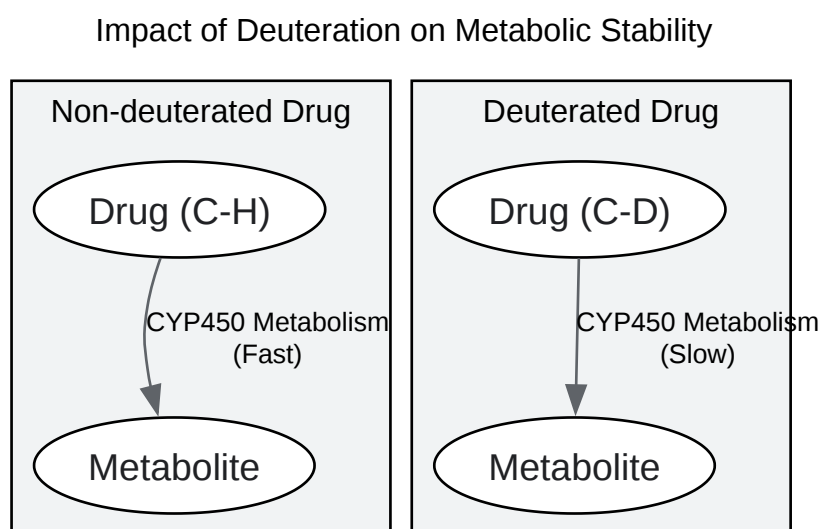 Impact of Deuteration on Metabolic Stability
Non-deuterated Drug
Drug (C-H)
CYP450 Metabolism
(Fast)
Metabolite
Deuterated Drug
Drug (C-D)
CYP450 Metabolism
(Slow)
Metabolite